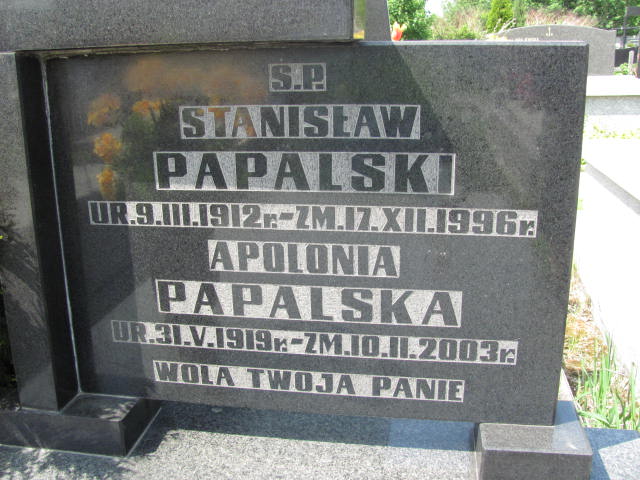 Ś.P.
STANISŁAW
PAPALSKI
UR.9.III.1912r.-ZM.17.XII.1996r.
APOLONIA
PAPALSKA
UR.31.V.1919r.-ZM.10.II.2003r.
WOLA TWOJA PANIE